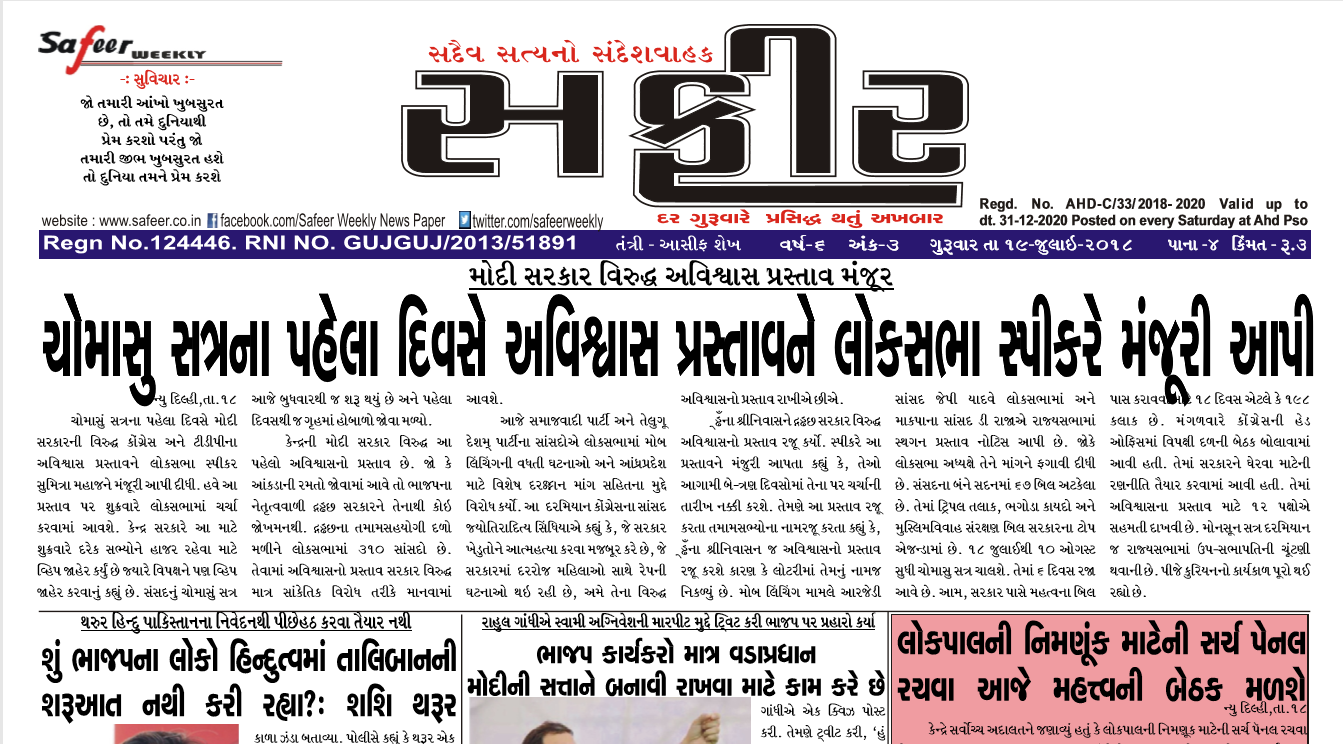 Safeer WEEKLY
-: સુવિચાર :-
જો તમારી આંખો ખુબસુરત
છે, તો તમે દુનિયાથી
પ્રેમ કરશો પરંતુ જો
તમારી જીભ ખુબસુરત હશે
તો દુનિયા તમને પ્રેમ કરશે
સદૈવ સત્યનો સંદેશવાહક
સફીર
દર ગુરૂવારે પ્રસિદ્ધ થતું અખબાર
Regd. No. AHD-C/33/2018- 2020 Valid up to
dt. 31-12-2020 Posted on every Saturday at Ahd Pso
website : www.safeer.co.in facebook.com/Safeer Weekly News Paper twitter.com/safeerweekly
Regn No.124446. RNI NO. GUJGUJ/2013/51891 તંત્રી - આસીફ શેખ વર્ષ-૬ અંક-૩ ગુરૂવાર તા ૧૯-જુલાઇ-૨૦૧૮ પાના -૪ કિંમત - રૂ.૩
મોદી સરકાર વિરુદ્ધ અવિશ્વાસ પ્રસ્તાવ મંજૂર
ચોમાસુ સત્રના પહેલા દિવસે અવિશ્વાસ પ્રસ્તાવને લોકસભા સ્પીકરે મંજૂરી આપી
ન્યુ દિલ્હી,તા.૧૮
ચોમાસું સત્રના પહેલા દિવસે મોદી
સરકારની વિરુદ્ધ કોંગ્રેસ અને ટીડીપીના
અવિશ્વાસ પ્રસ્તાવને લોકસભા સ્પીકર
સુમિત્રા મહાજને મંજૂરી આપી દીધી. હવે આ
પ્રસ્તાવ પર શુક્રવારે લોકસભામાં ચર્ચા
કરવામાં આવશે. કેન્દ્ર સરકારે આ માટે
શુક્રવારે દરેક સભ્યોને હાજર રહેવા માટે
વ્હિપ જાહેર કર્યું છે જ્યારે વિપક્ષને પણ વ્હિપ
જાહેર કરવાનું કહ્યું છે. સંસદનું ચોમાસું સત્ર
આજે બુધવારથી જ શરૂ થયું છે અને પહેલા
દિવસથી જ ગૃહમાં હોબાળો જોવા મળ્યો.
કેન્દ્રની મોદી સરકાર વિરુદ્ધ આ
પહેલો અવિશ્વાસનો પ્રસ્તાવ છે. જો કે
આંકડાની રમતો જોવામાં આવે તો ભાજપના
નેતૃત્વવાળી દ્ગડ્ઢછ સરકારને તેનાથી કોઇ
જોખમનથી. દ્ગડ્ઢછના તમામસહયોગી દળો
મળીને લોકસભામાં ૩૧૦ સાંસદો છે.
તેવામાં અવિશ્વાસનો પ્રસ્તાવ સરકાર વિરુદ્ધ
માત્ર સાંકેતિક વિરોધ તરીકે માનવામાં
આવશે.
આજે સમાજવાદી પાર્ટી અને તેલુગૂ
દેશમ્ પાર્ટીના સાંસદોએ લોકસભામાં મોબ
લિંચિંગની વધતી ઘટનાઓ અને આંધ્રપ્રદેશ
માટે વિશેષ દરજ્જાન માંગ સહિતના મુદ્દે
વિરોધ કર્યો. આ દરમિયાન કોંગ્રેસના સાંસદ
જયોતિરાદિત્ય સિંધિયાએ કહ્યું કે, જે સરકાર
ખેડુતોને આત્મહત્યા કરવા મજબૂર કરે છે, જે
સરકારમાં દરરોજ મહિલાઓ સાથે રેપની
ઘટનાઓ થઇ રહી છે, અમે તેના વિરુદ્ધ
અવિશ્વાસનો પ્રસ્તાવ રાખીએ છીએ.
શ્રીનિવાસને દ્ગડ્ઢછ સરકાર વિરુદ્ધ
અવિશ્વાસનો પ્રસ્તાવ રજૂ કર્યો. સ્પીકરે આ
પ્રસ્તાવને મંજુરી આપતા કહ્યું કે, તેઓ
આગામી બે-ત્રણ દિવસોમાં તેના પર ચર્ચાની
તારીખ નક્કી કરશે. તેમણે આ પ્રસ્તાવ રજૂ
કરતા તમામસભ્યોના નામરજૂ કરતા કહ્યું કે,
શ્રીનિવાસન જ અવિશ્વાસનો પ્રસ્તાવ
રજૂ કરશે કારણ કે લોટરીમાં તેમનું નામજ
નિકળ્યું છે. મોબ લિંચિંગ મામલે આરજેડી
સાંસદ જેપી યાદવે લોકસભામાં અને
માકપાના સાંસદ ડી રાજાએ રાજ્યસભામાં
સ્થગન પ્રસ્તાવ નોટિસ આપી છે. જોકે
લોકસભા અધ્યક્ષે તેને માંગને ફગાવી દીધી
છે. સંસદના બંને સદનમાં ૬૭ બિલ અટકેલા
છે. તેમાં ટ્રિપલ તલાક, ભગોડા કાયદો અને
મુસ્લિમવિવાહ સંરક્ષણ બિલ સરકારના ટોપ
એજન્ડામાં છે. ૧૮ જુલાઈથી ૧૦ ઓગસ્ટ
સુધી ચોમાસુ સત્ર ચાલશે. તેમાં ૬ દિવસ રજા
આવે છે. આમ, સરકાર પાસે મહત્વના બિલ
પાસ કરાવવા માટે ૧૮ દિવસ એટલે કે ૧૯૮
કલાક છે. મંગળવારે કોંગ્રેસની હેડ
ઓફિસમાં વિપક્ષી દળની બેઠક બોલાવામાં
આવી હતી. તેમાં સરકારને ઘેરવા માટેની
રણનીતિ તૈયાર કરવામાં આવી હતી. તેમાં
અવિશ્વાસના પ્રસ્તાવ માટે ૧૨ પક્ષોએ
સહમતી દાખવી છે. મોનસૂન સત્ર દરમિયાન
જ રાજ્યસભામાં ઉપ-સભાપતિની ચૂંટણી
થવાની છે. પીજે કુરિયનનો કાર્યકાળ પૂરો થઈ
રહ્યો છે.
થરુર હિન્દુ પાકિસ્તાનના નિવેદનથી પીછેહઠ કરવા તૈયાર નથી
શું ભાજપના લોકો હિન્દુત્વમાં તાલિબાનની
શરૂઆત નથી કરી રહ્યા?: શશિ થરૂર
કાળા ઝંડા બતાવ્યા. પોલીસે કહ્યું કે થરૂર એક
રાહુલ ગાંધીએ સ્વામી અગ્નિવેશની મારપીટ મુદ્દે ટ્વિટ કરી ભાજપ પર પ્રહારો કર્યા
ભાજપ કાર્યકરો માત્ર વડાપ્રધાન
મોદીની સત્તાને બનાવી રાખવા માટે કામ કરે છે
ગાંધીએ એક ક્વિઝ પોસ્ટ
કરી. તેમણે ટ્વીટ કરી, ‘હું
લોકપાલની નિમણૂંક માટેની સર્ચ પેનલ
રચવા આજે મહત્ત્વની બેઠક મળશે
ન્યુ દિલ્હી,તા.૧૮
કેન્દ્રે સર્વોચ્ચ અદાલતને જણાવ્યું હતું કે લોકપાલની નિમણૂક માટેની સર્ચ પેનલ રચવા